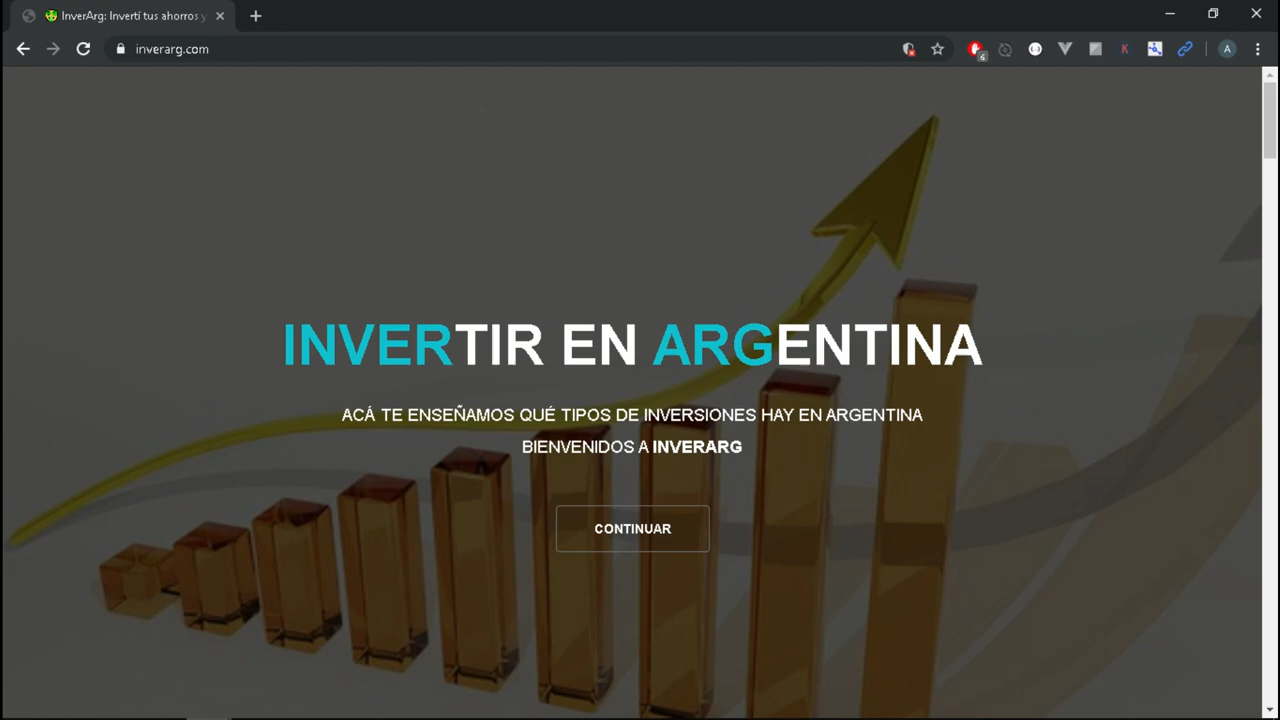 InverArg: Invertí tus ahorros y
inverarg.com
6
K
A
INVERTIR EN ARGENTINA
ACÁ TE ENSEÑAMOS QUÉ TIPOS DE INVERSIONES HAY EN ARGENTINA
BIENVENIDOS A INVERARG
CONTINUAR